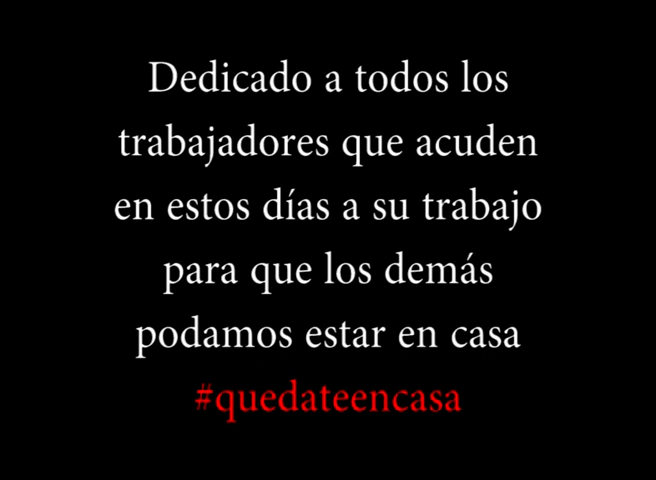 Dedicado a todos los
trabajadores que acuden
en estos días a su trabajo
para que los demás
podamos estar en casa
#quedateencasa